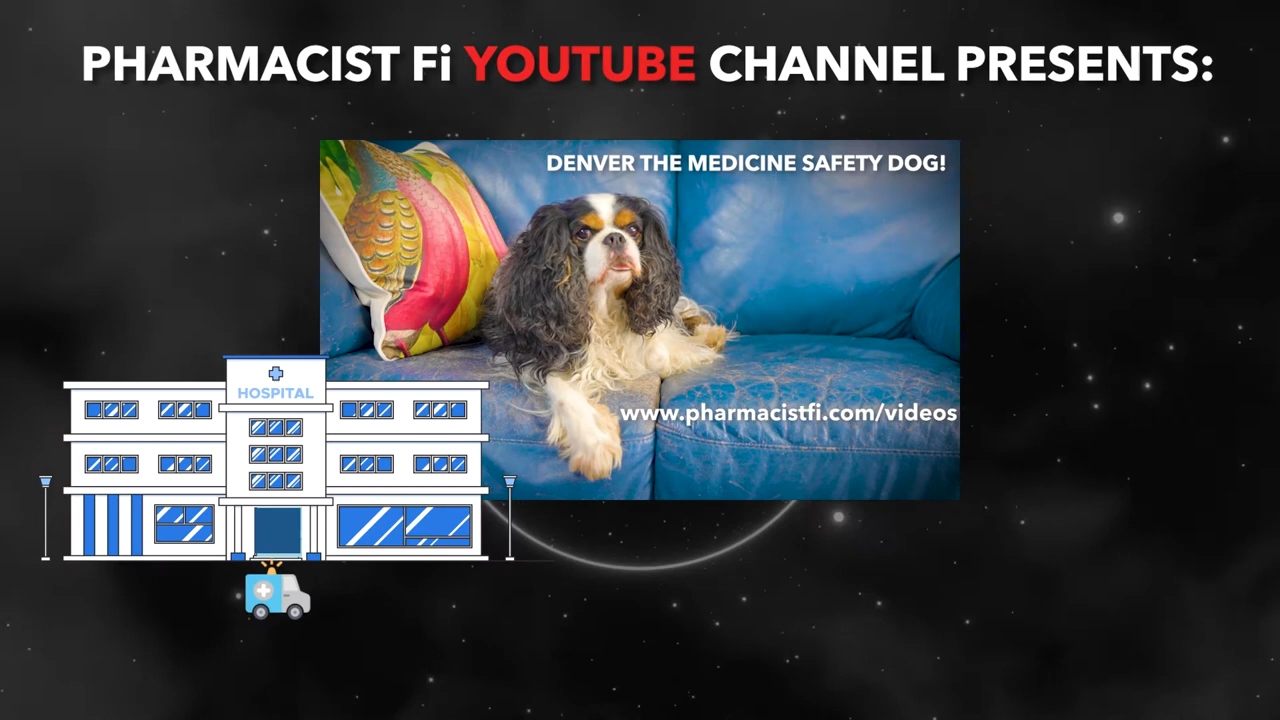 PHARMACIST Fi YOUTUBE CHANNEL PRESENTS:
DENVER THE MEDICINE SAFETY DOG!
HOSPITAL
www.pharmacistfi.com/videos